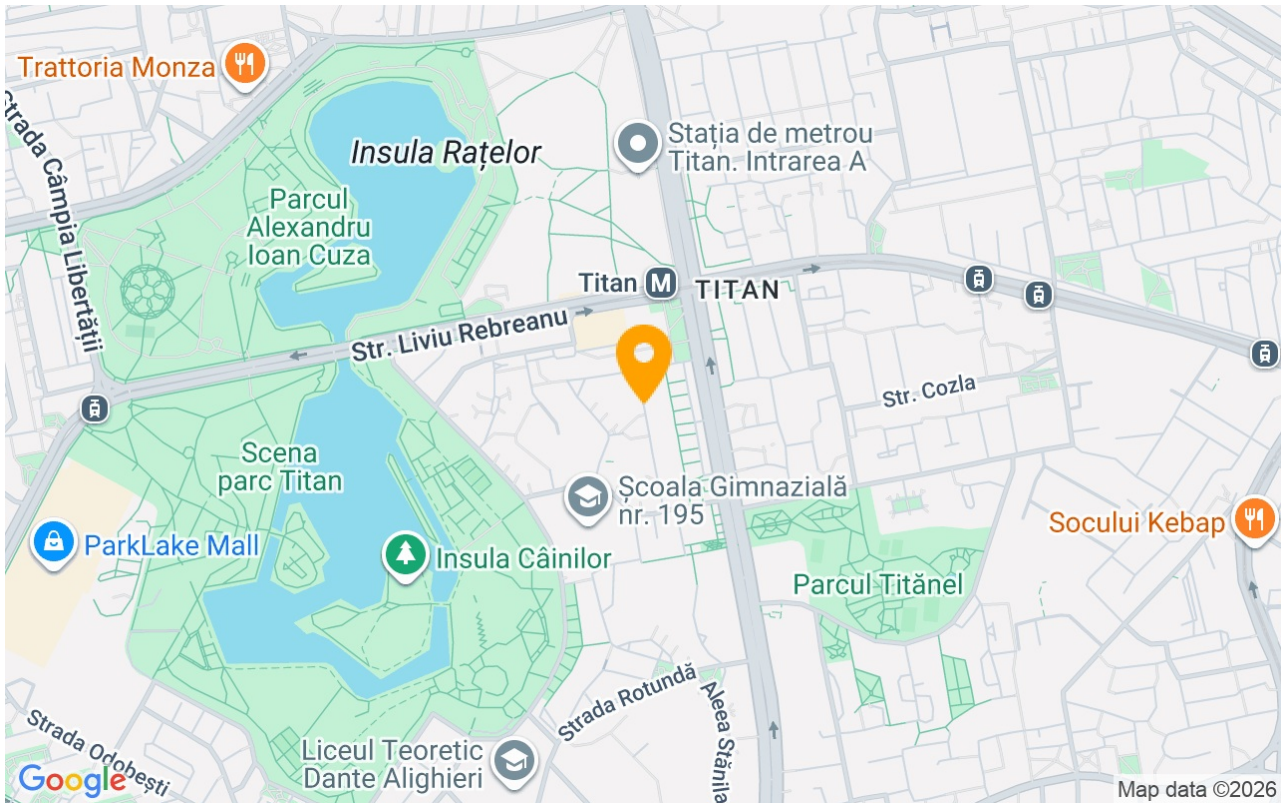 Trattoria Monza
Strada Câmpia Libertății
Insula Rațelor
Stația de metrou
Titan. Intrarea A
Parcul
Alexandru
Ioan Cuza
Titan M
TITAN
Str. Liviu Rebreanu
Str. Cozla
Scena
parc Titan
Școala Gimnazială
nr. 195
ParkLake Mall
Insula Câinilor
Socului Kebap
Parcul Titănel
Strada Rotundă
Aleea Stănila
Strada Odobești
Liceul Teoretic
Dante Alighieri
Google
Map data ©2026